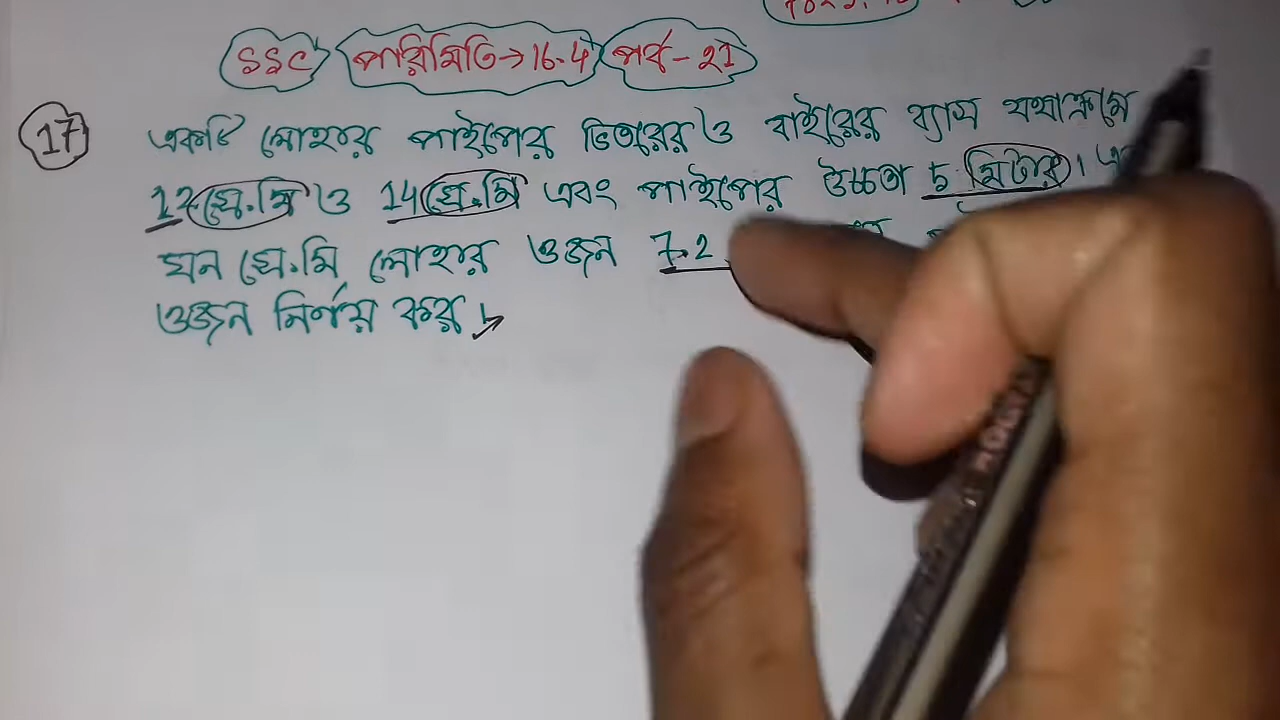 SSC পারিমিতি→16.4 পর্ব-21
17 একটি লোহার পাইপের ভিতরের ও বাইরের ব্যাস যথাক্রমে
12 সে.মি ও 14 সে.মি এবং পাইপের উচ্চতা 5 মিটার।
ঘন সে.মি লোহার ওজন 7.2
ওজন নির্ণয় কর।